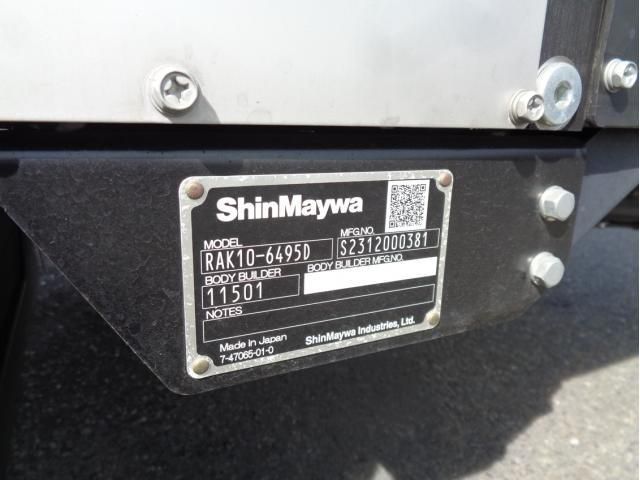 ShinMaywa
MODEL
MFG.NO.
RAK10-6495D
S2312000381
BODY BUILDER
BODY BUILDER MFG.NO.
11501
NOTES
Made in Japan
7-47065-01-0
ShinMaywa Industries, Ltd.